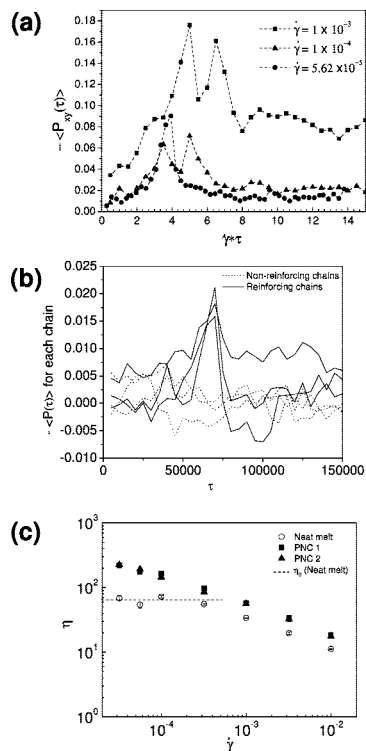 (a)
γ̇ = 1 x 10⁻³
γ̇ = 1 x 10⁻⁴
γ̇ = 5.62 x10⁻⁵
- <Pxy(τ)>
0.18
0.16
0.14
0.12
0.10
0.08
0.06
0.04
0.02
0.00
0 2 4 6 8 10 12 14
γ̇*τ
(b)
Non-reinforcing chains
Reinforcing chains
- <P(τ)> for each chain
0.025
0.020
0.015
0.010
0.005
0.000
-0.005
-0.010
50000 75000 100000 150000
τ
(c)
Neat melt
PNC 1
PNC 2
η₀ (Neat melt)
η
10³
10²
10¹
10⁰
10⁻⁴ 10⁻³ 10⁻²
γ̇